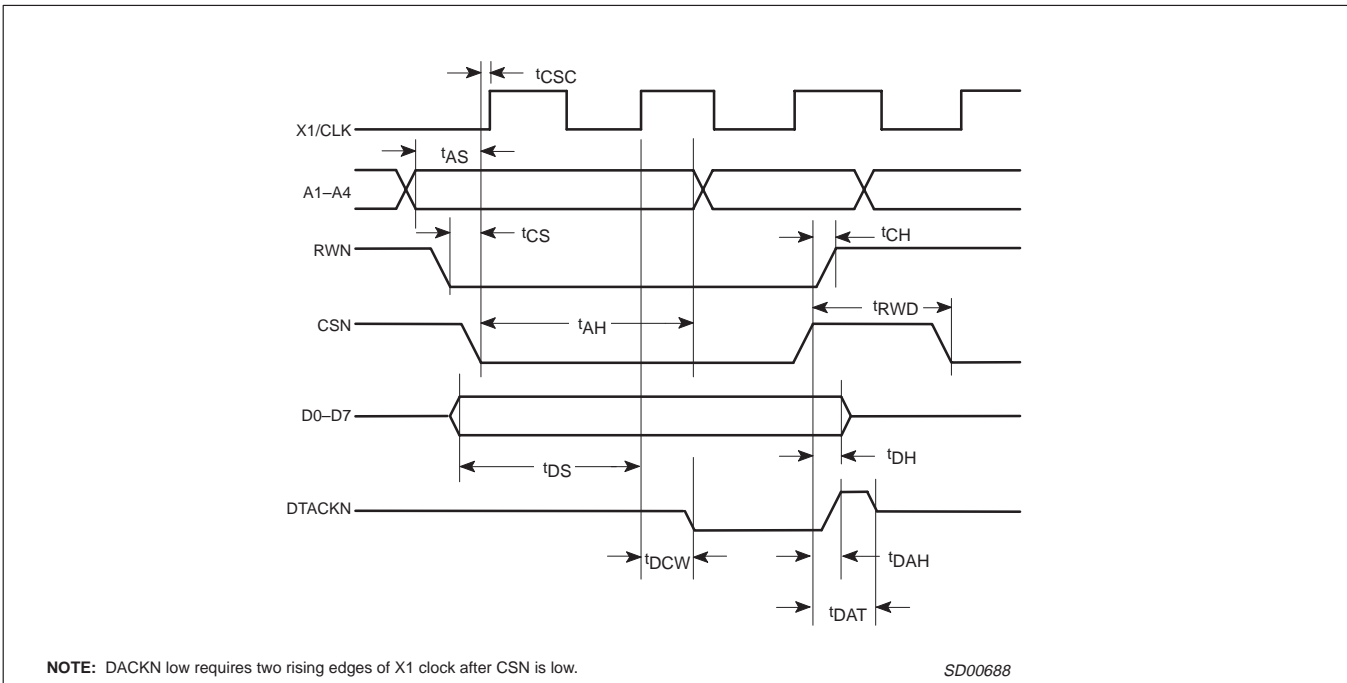 tCSC
X1/CLK
tAS
A1–A4
tCS
tCH
RWN
tRWD
CSN
tAH
D0–D7
tDS
tDH
DTACKN
tDCW
tDAH
tDAT
NOTE: DACKN low requires two rising edges of X1 clock after CSN is low.
SD00688